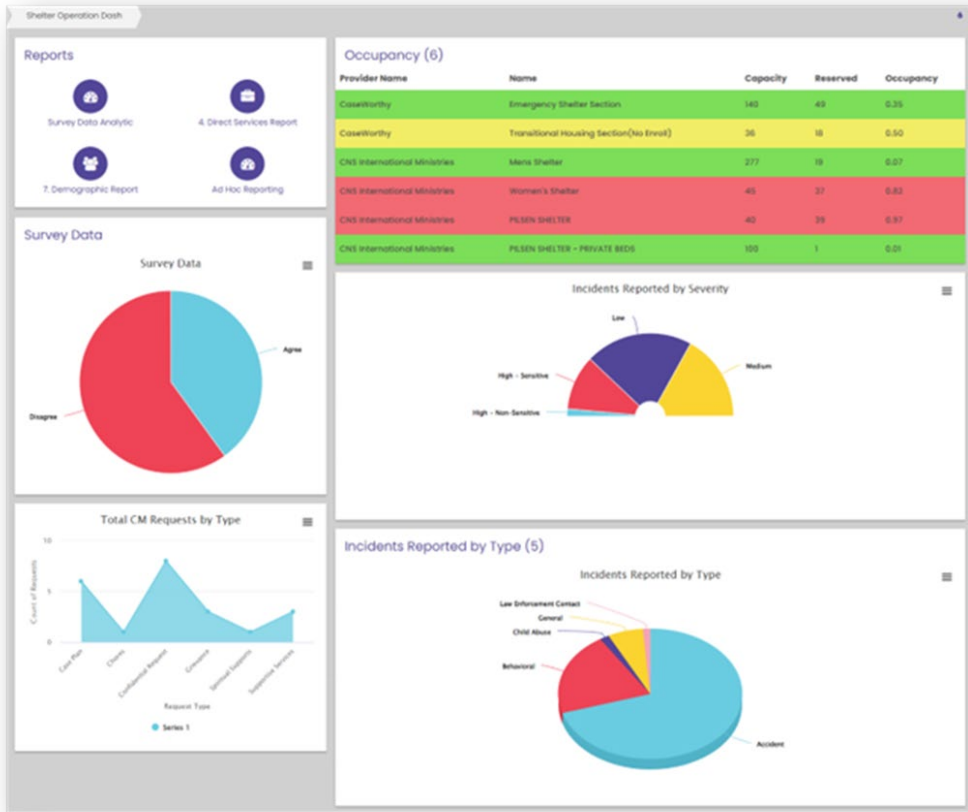 Shelter Operation Dash
Reports
Survey Data Analytic
4. Direct Services Report
7. Demographic Report
Ad Hoc Reporting
Occupancy (6)
Provider Name Name Capacity Reserved Occupancy
CaseWorthy Emergency Shelter Section 140 49 0.35
CaseWorthy Transitional Housing Section(No Enroll) 36 18 0.50
CNS International Ministries Mens Shelter 277 19 0.07
CNS International Ministries Women's Shelter 45 37 0.82
CNS International Ministries PILSEN SHELTER 40 39 0.97
CNS International Ministries PILSEN SHELTER - PRIVATE BEDS 100 1 0.01
Survey Data
Survey Data
Agree
Disagree
Incidents Reported by Severity
Low
Medium
High - Sensitive
High - Non-Sensitive
Total CM Requests by Type
10
5
0
Count of Requests
Case Plan
Chores
Confidential Request
Grievance
Spiritual Supports
Supportive Services
Request Type
Series 1
Incidents Reported by Type (5)
Incidents Reported by Type
Law Enforcement Contact
General
Child Abuse
Behavioral
Accident